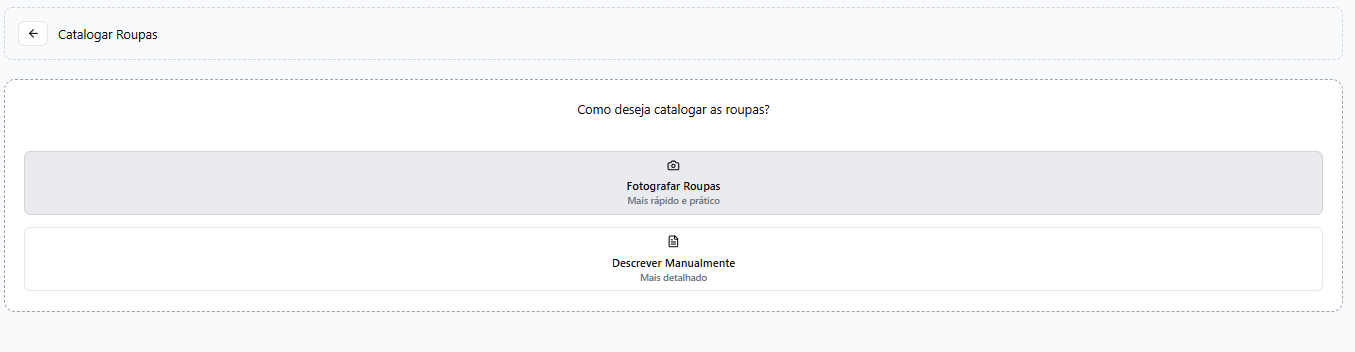 Catalogar Roupas
Como deseja catalogar as roupas?
Fotografar Roupas
Mais rápido e prático
Descrever Manualmente
Mais detalhado